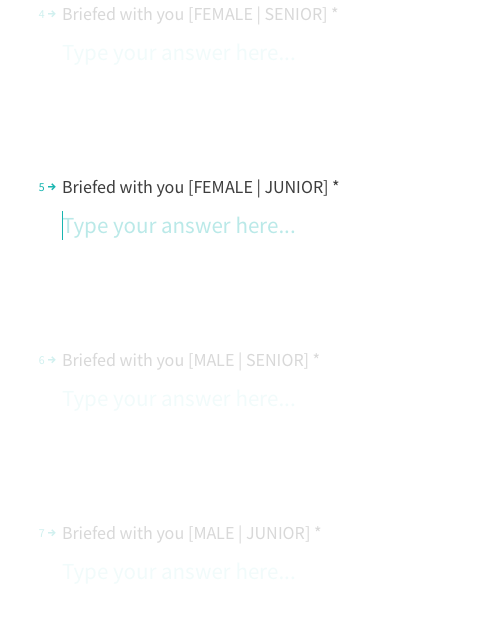 4→ Briefed with you [FEMALE | SENIOR] *
Type your answer here...
5→ Briefed with you [FEMALE | JUNIOR] *
Type your answer here...
6→ Briefed with you [MALE | SENIOR] *
Type your answer here...
7→ Briefed with you [MALE | JUNIOR] *
Type your answer here...